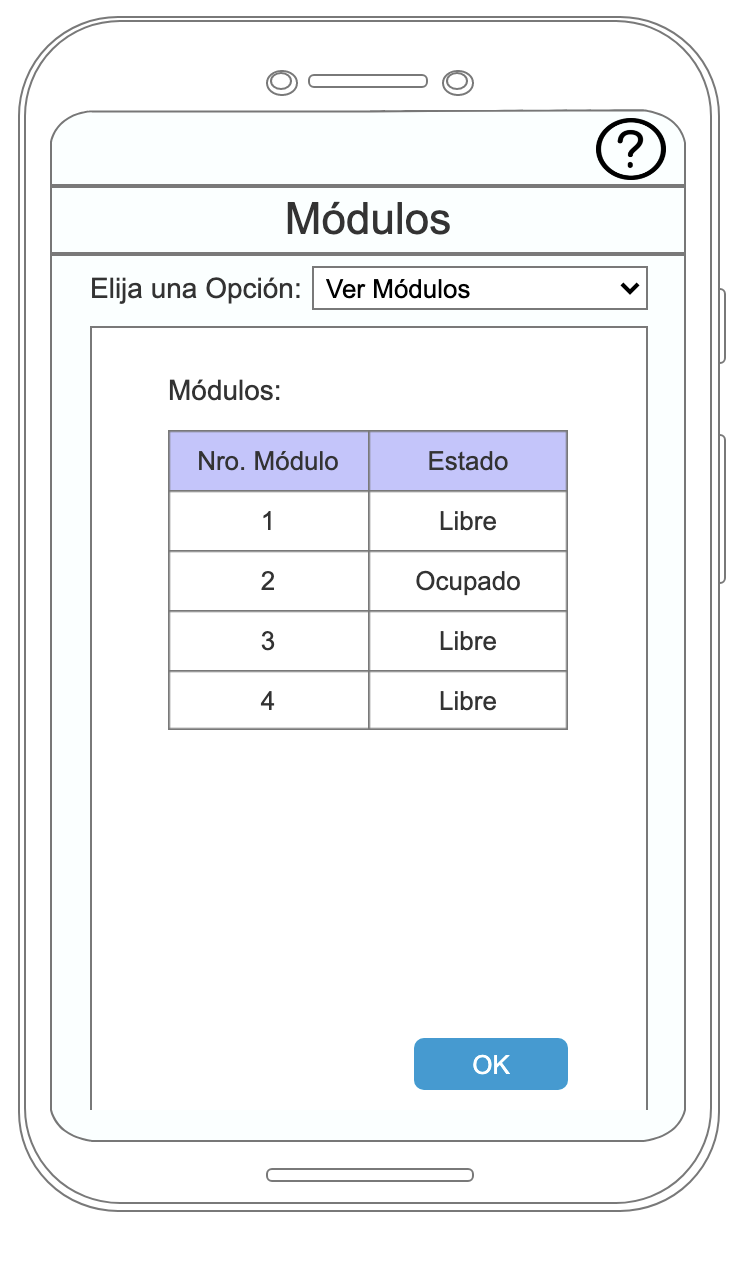 ?
Módulos
Elija una Opción: Ver Módulos
Módulos:
Nro. Módulo Estado
1 Libre
2 Ocupado
3 Libre
4 Libre
OK